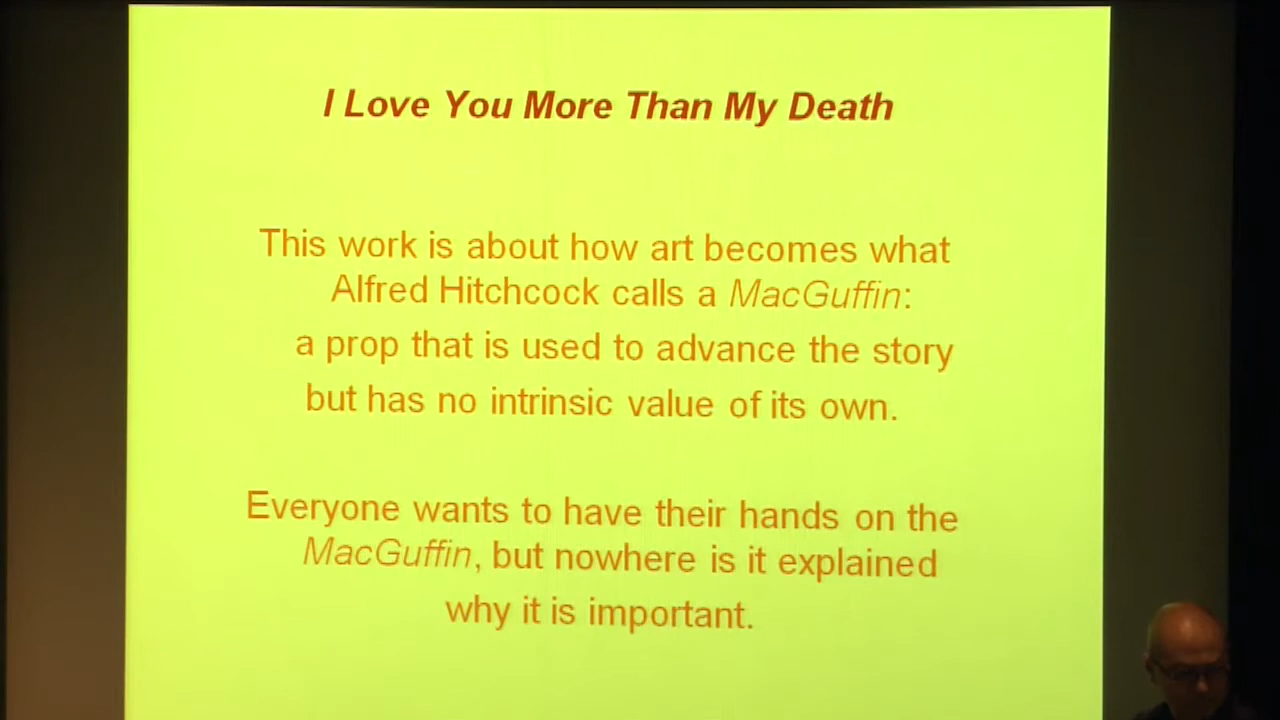 I Love You More Than My Death
This work is about how art becomes what
Alfred Hitchcock calls a MacGuffin:
a prop that is used to advance the story
but has no intrinsic value of its own.
Everyone wants to have their hands on the
MacGuffin, but nowhere is it explained
why it is important.